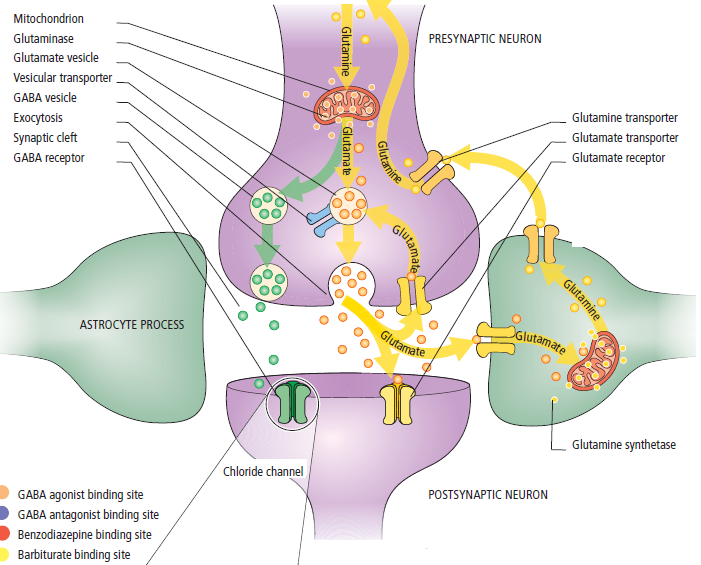 Mitochondrion
Glutaminase
Glutamate vesicle
Vesicular transporter
GABA vesicle
Exocytosis
Synaptic cleft
GABA receptor
PRESYNAPTIC NEURON
Glutamine transporter
Glutamate transporter
Glutamate receptor
Glutamine
Glutamate
Glutamine
Glutamate
Glutamate
Glutamate
Glutamine
ASTROCYTE PROCESS
Glutamine synthetase
Chloride channel
POSTSYNAPTIC NEURON
GABA agonist binding site
GABA antagonist binding site
Benzodiazepine binding site
Barbiturate binding site